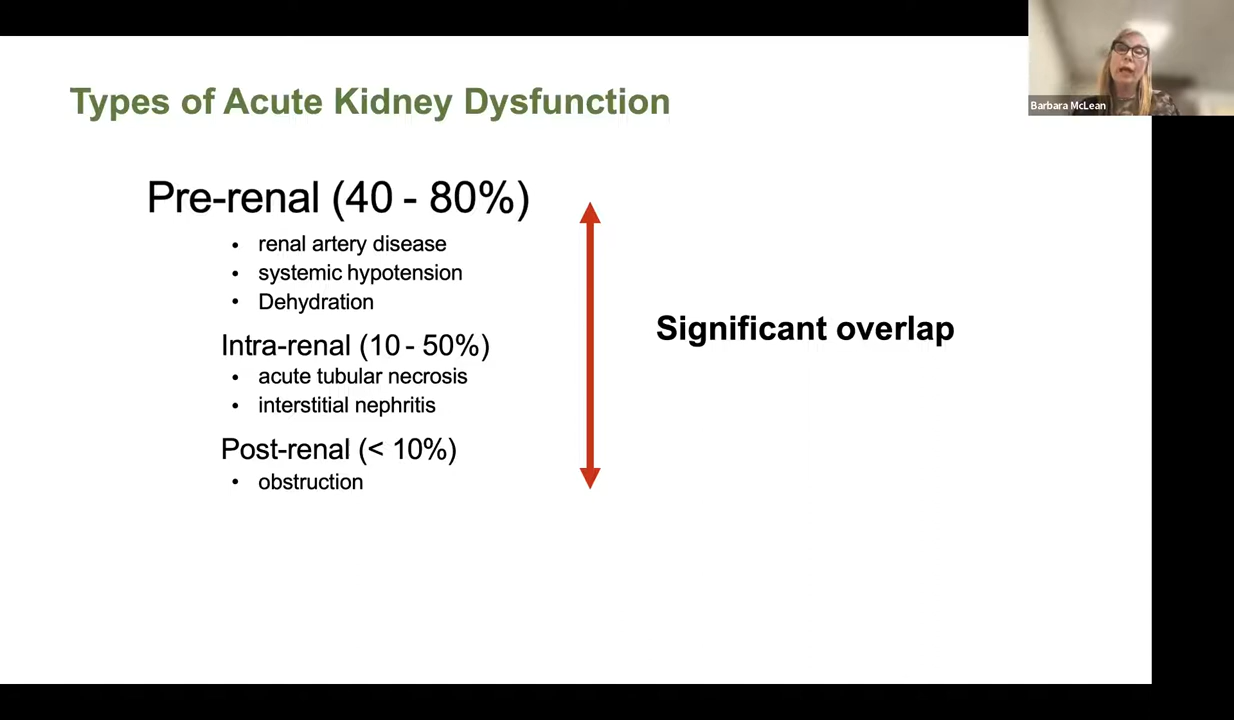 Types of Acute Kidney Dysfunction
Barbara McLean
Pre-renal (40 - 80%)
• renal artery disease
• systemic hypotension
• Dehydration
Intra-renal (10 - 50%)
• acute tubular necrosis
• interstitial nephritis
Post-renal (< 10%)
• obstruction
Significant overlap